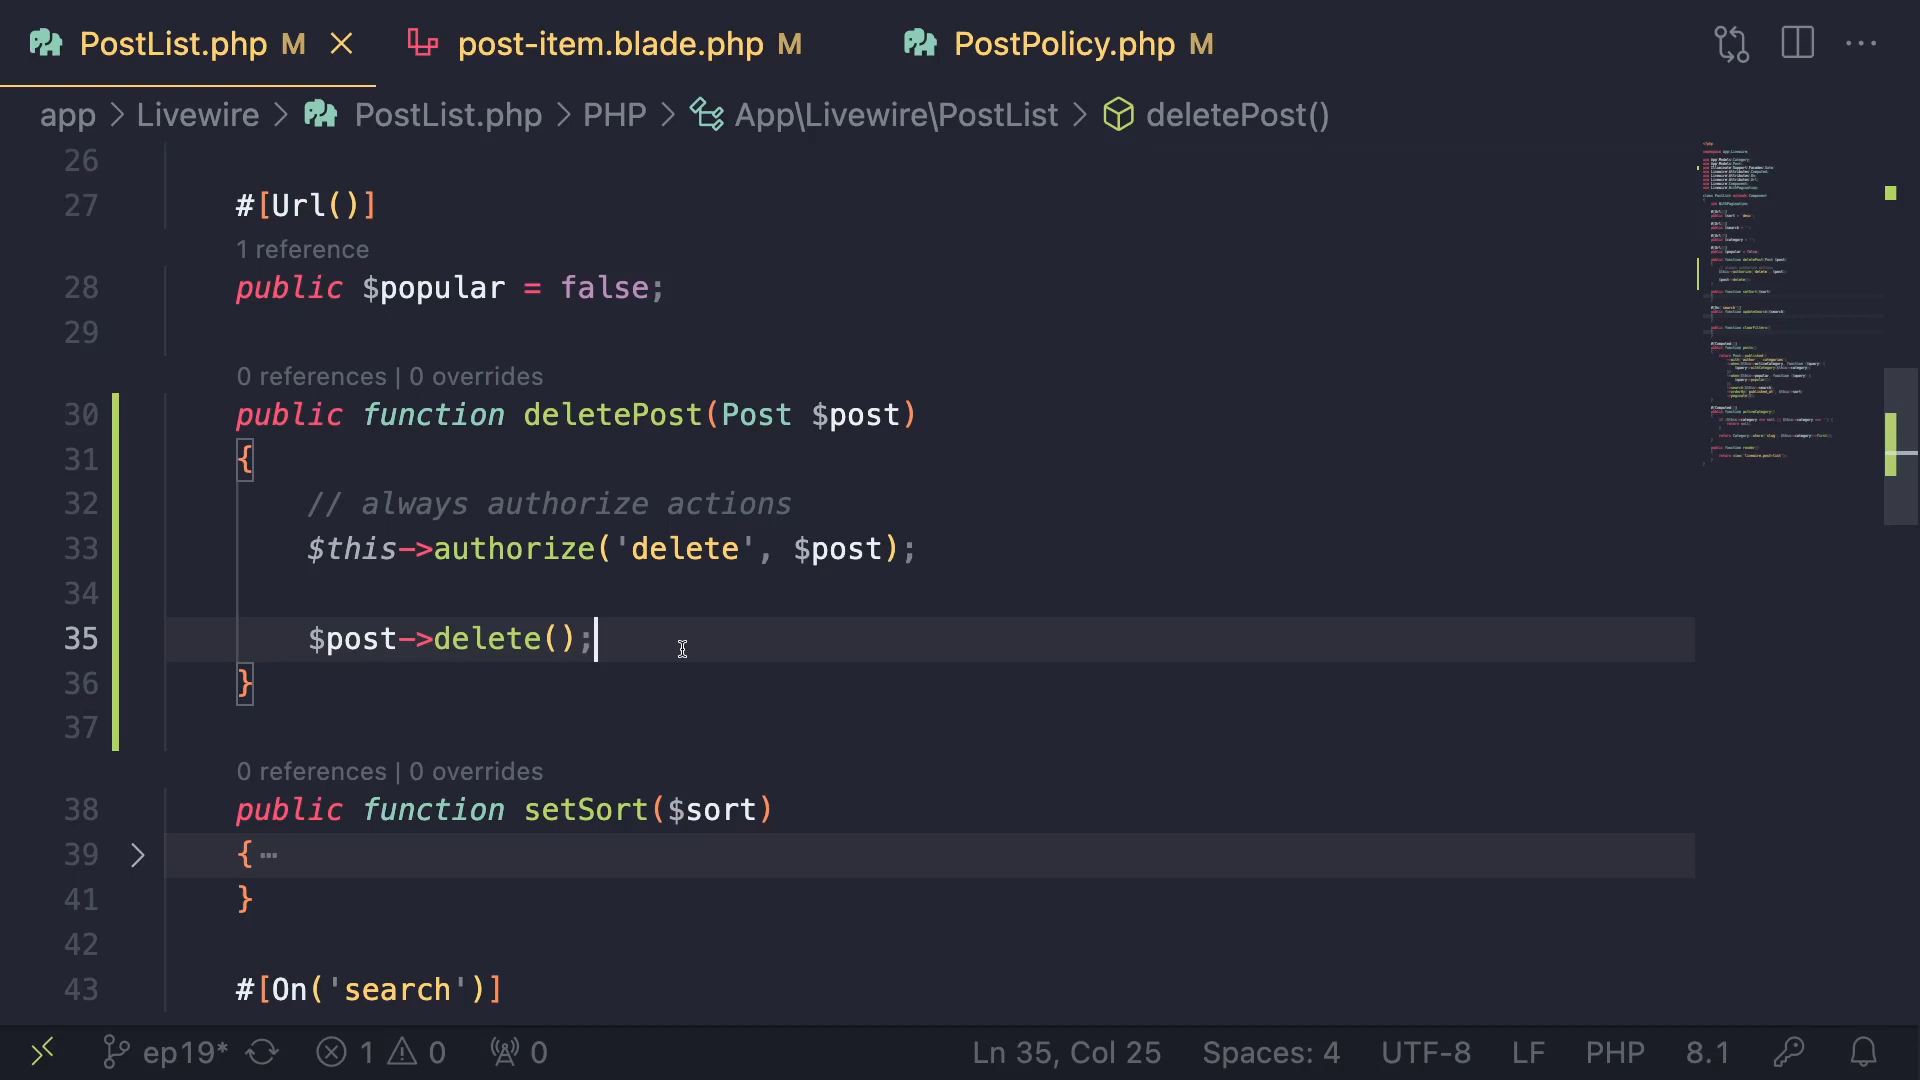 PostList.php M
post-item.blade.php M
PostPolicy.php M
app > Livewire > PostList.php > PHP > App\Livewire\PostList > deletePost()
26
27 #[Url()]
1 reference
28 public $popular = false;
29
0 references | 0 overrides
30 public function deletePost(Post $post)
31 {
32 // always authorize actions
33 $this->authorize('delete', $post);
34
35 $post->delete();
36 }
37
0 references | 0 overrides
38 public function setSort($sort)
39 { ⋯
41 }
42
43 #[On('search')]
ep19* 1 0 0 Ln 35, Col 25 Spaces: 4 UTF-8 LF PHP 8.1